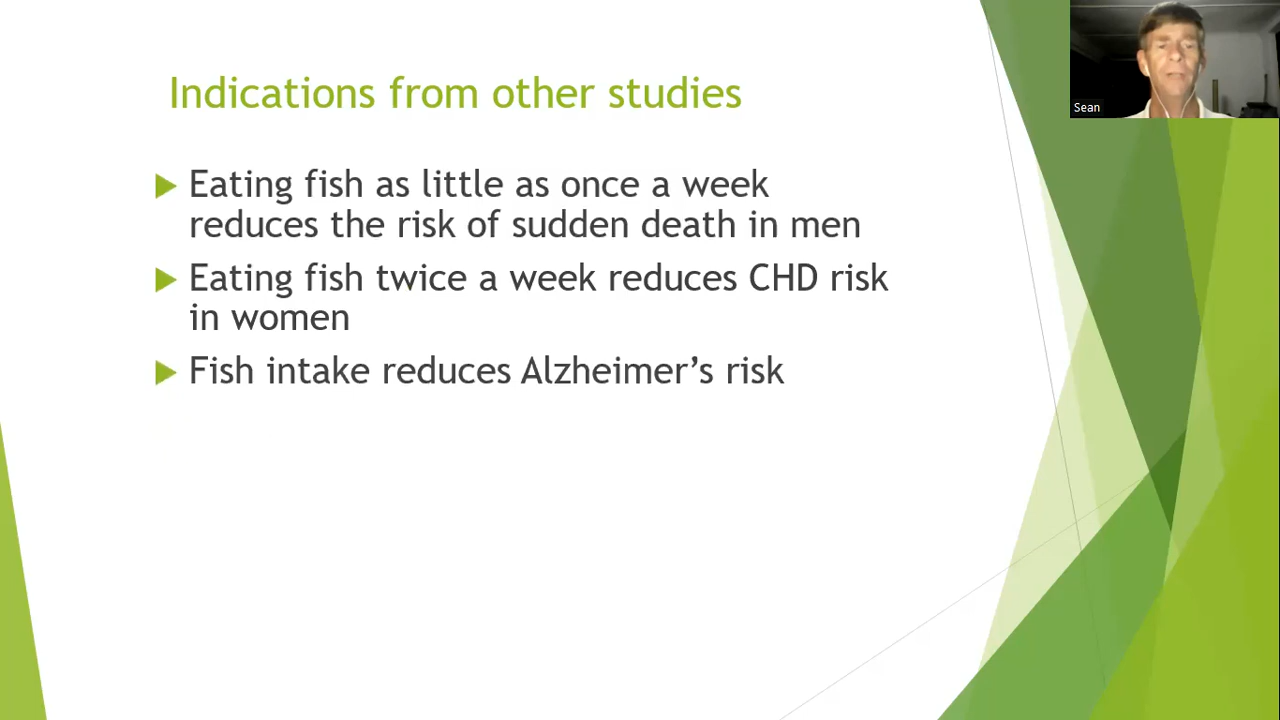 Indications from other studies
Eating fish as little as once a week
reduces the risk of sudden death in men
Eating fish twice a week reduces CHD risk
in women
Fish intake reduces Alzheimer’s risk
Sean